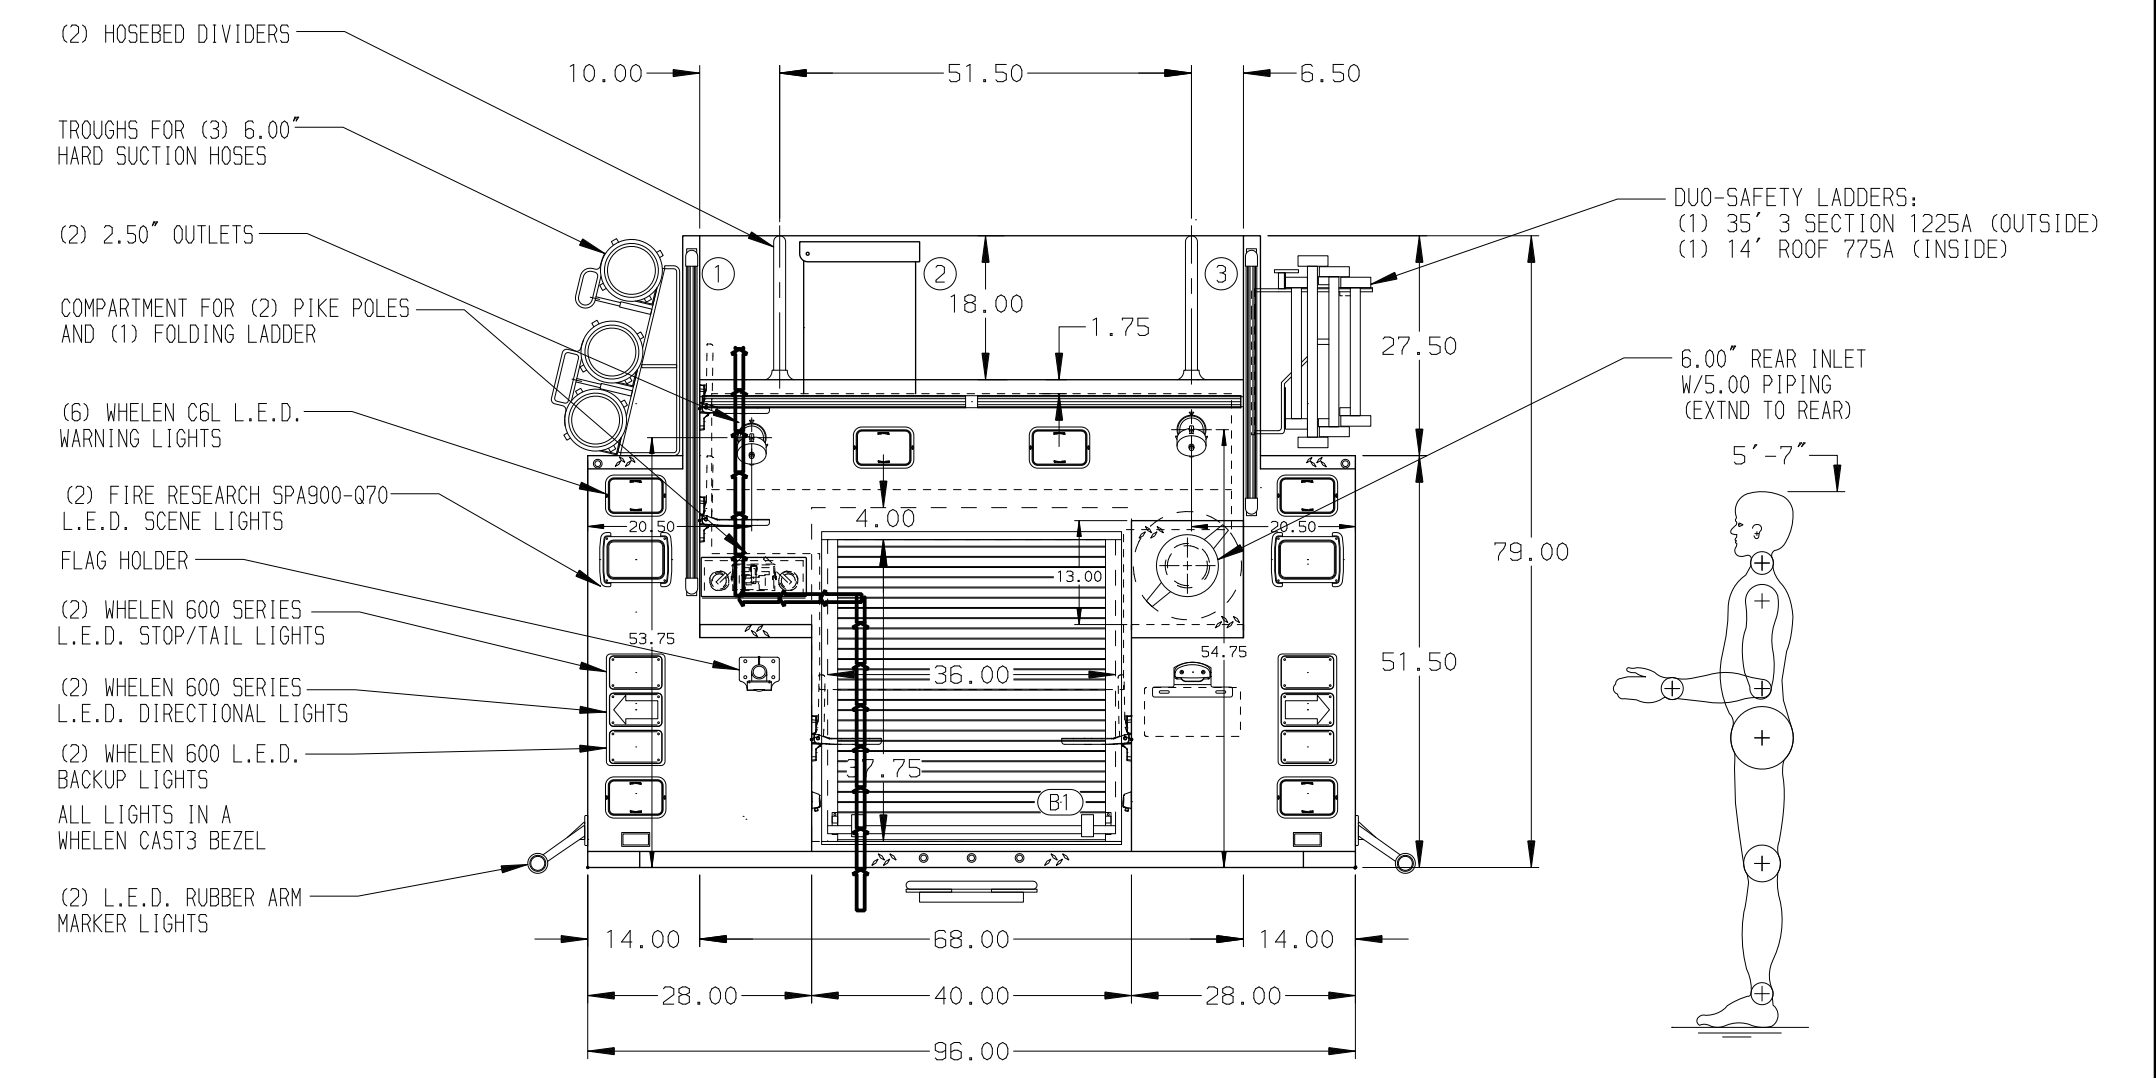 (2) HOSEBED DIVIDERS
10.00
51.50
6.50
TROUGHS FOR (3) 6.00"
HARD SUCTION HOSES
DUO-SAFETY LADDERS:
(1) 35' 3 SECTION 1225A (OUTSIDE)
(1) 14' ROOF 775A (INSIDE)
(2) 2.50" OUTLETS
1
2
3
18.00
COMPARTMENT FOR (2) PIKE POLES
AND (1) FOLDING LADDER
1.75
27.50
6.00" REAR INLET
W/5.00 PIPING
(EXTND TO REAR)
(6) WHELEN C6L L.E.D.
WARNING LIGHTS
5'-7"
(2) FIRE RESEARCH SPA900-Q70
L.E.D. SCENE LIGHTS
20.50
4.00
20.50
79.00
FLAG HOLDER
13.00
(2) WHELEN 600 SERIES
L.E.D. STOP/TAIL LIGHTS
53.75
54.75
51.50
36.00
(2) WHELEN 600 SERIES
L.E.D. DIRECTIONAL LIGHTS
(2) WHELEN 600 L.E.D.
BACKUP LIGHTS
37.75
B1
ALL LIGHTS IN A
WHELEN CAST3 BEZEL
(2) L.E.D. RUBBER ARM
MARKER LIGHTS
14.00
68.00
14.00
28.00
40.00
28.00
96.00